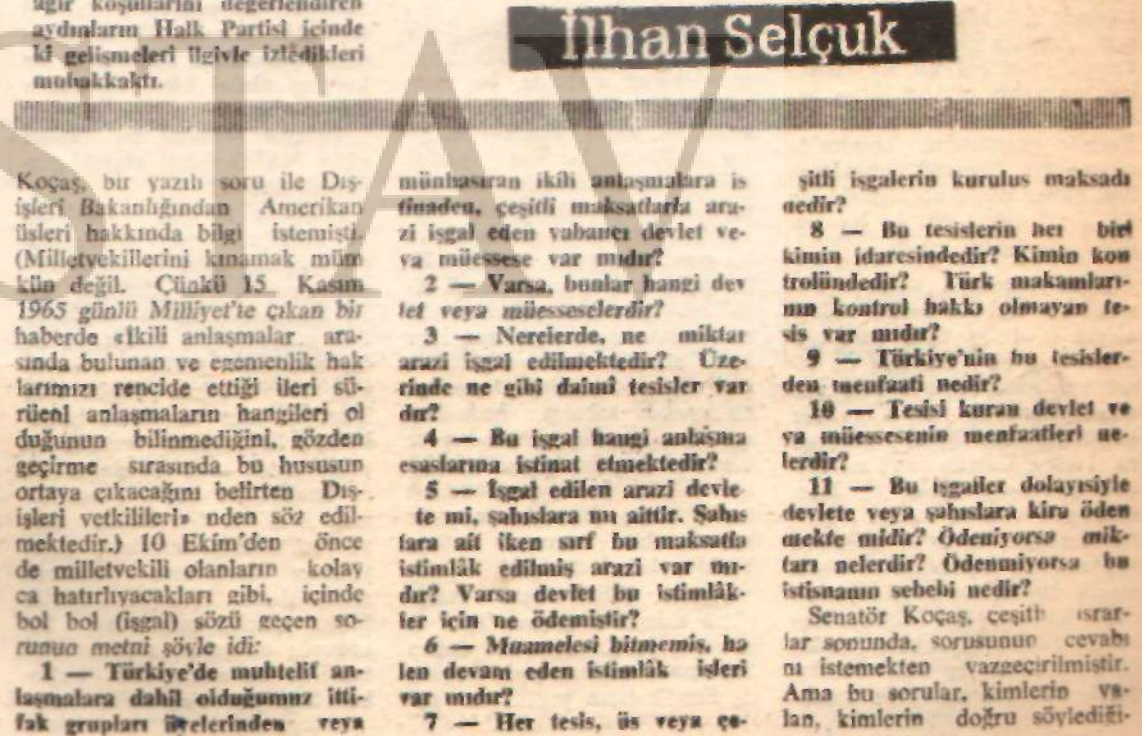 ağır koşullarını değerlendiren
aydınların Halk Partisi içinde
ki gelişmeleri ilgiyle izledikleri
muhakkaktı.
İlhan Selçuk
Koçaş, bir yazılı soru ile Dış-
işleri Bakanlığından Amerikan
üsleri hakkında bilgi istemişti.
(Milletvekillerini kınamak müm
kün değil. Çünkü 15 Kasım
1965 günlü Milliyet'te çıkan bir
haberde «İkili anlaşmalar ara-
sında bulunan ve egemenlik hak
larımızı rencide ettiği ileri sü-
rüenl anlaşmaların hangileri ol
duğunun bilinmediğini, gözden
geçirme sırasında bu hususun
ortaya çıkacağını belirten Dış-
işleri yetkilileri» nden söz edil-
mektedir.) 10 Ekim'den önce
de milletvekili olanların kolay
ca hatırlıyacakları gibi, içinde
bol bol (işgal) sözü geçen so-
runun metni şöyle idi:
1 — Türkiye'de muhtelif an-
laşmalara dahil olduğumuz itti-
fak grupları üyelerinden veya
münhasıran ikili anlaşmalara is
tinaden, çeşitli maksatlarla ara-
zi işgal eden yabancı devlet ve-
ya müessese var mıdır?
2 — Varsa, bunlar hangi dev
let veya müesseselerdir?
3 — Nerelerde, ne miktar
arazi işgal edilmektedir? Üze-
rinde ne gibi daimî tesisler var
dır?
4 — Bu işgal hangi anlaşma
esaslarına istinat etmektedir?
5 — İşgal edilen arazi devle
te mi, şahıslara mı aittir. Şahıs
lara ait iken sırf bu maksatla
istimlâk edilmiş arazi var mı-
dır? Varsa devlet bu istimlâk-
ler için ne ödemiştir?
6 — Muamelesi bitmemiş, ha
len devam eden istimlâk işleri
var mıdır?
7 — Her tesis, üs veya çe-
şitli işgalerin kuruluş maksadı
nedir?
8 — Bu tesislerin her biri
kimin idaresindedir? Kimin kon
trolündedir? Türk makamları-
nın kontrol hakkı olmayan te-
sis var mıdır?
9 — Türkiye'nin bu tesisler-
den menfaati nedir?
10 — Tesisi kuran devlet ve
ya müessesenin menfaatleri ne-
lerdir?
11 — Bu işgaller dolayısiyle
devlete veya şahıslara kira öden
mekte midir? Ödeniyorsa mik-
tarı nelerdir? Ödenmiyorsa bu
istisnanın sebebi nedir?
Senatör Koçaş, çeşitli ısrar-
lar sonunda, sorusunun cevabı
nı istemekten vazgeçirilmiştir.
Ama bu sorular, kimlerin ya-
lan, kimlerin doğru söylediği-